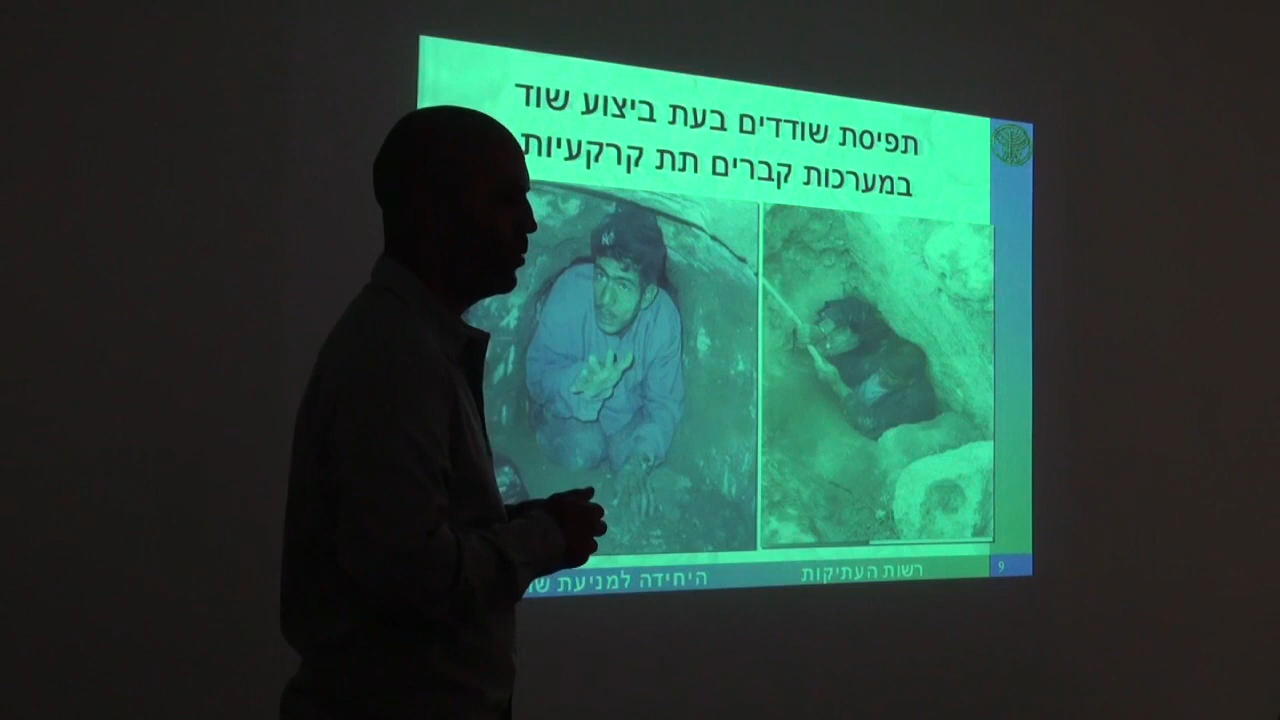 תפיסת שודדים בעת ביצוע שוד
במערכות קברים תת קרקעיות
רשות העתיקות
היחידה למניעת
9